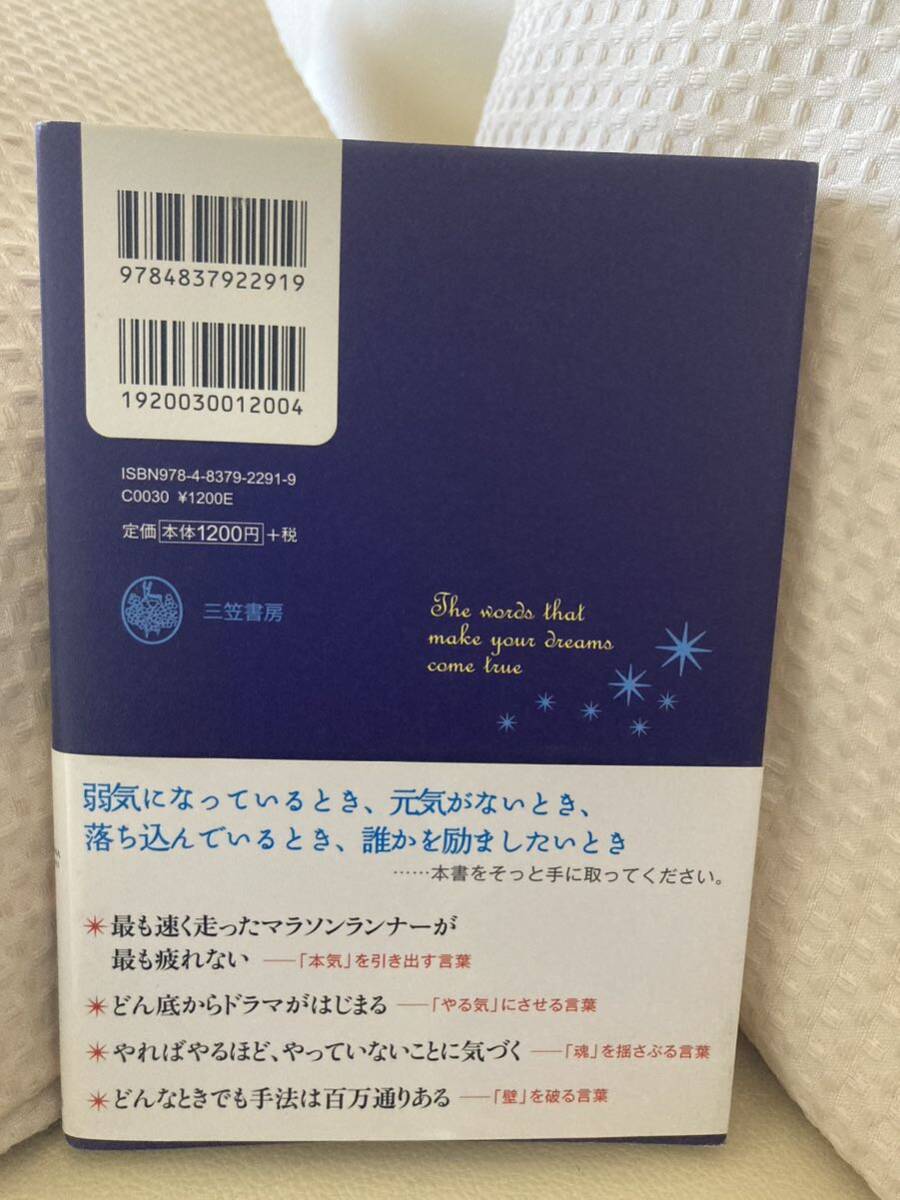 9784837922919
1920030012004
ISBN978-4-8379-2291-9
C0030 ¥1200E
定価 本体1200円 +税
三笠書房
The words that
make your dreams
come true
弱気になっているとき、元気がないとき、
落ち込んでいるとき、誰かを励ましたいとき
……本書をそっと手に取ってください。
✴最も速く走ったマラソンランナーが
最も疲れない ──「本気」を引き出す言葉
✴どん底からドラマがはじまる ──「やる気」にさせる言葉
✴やればやるほど、やっていないことに気づく ──「魂」を揺さぶる言葉
✴どんなときでも手法は百万通りある ──「壁」を破る言葉